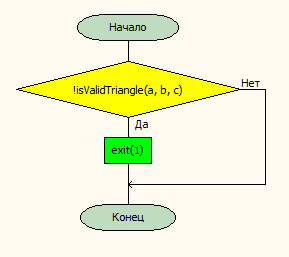 Начало
!isValidTriangle(a, b, c)
Нет
Да
exit(1)
Конец